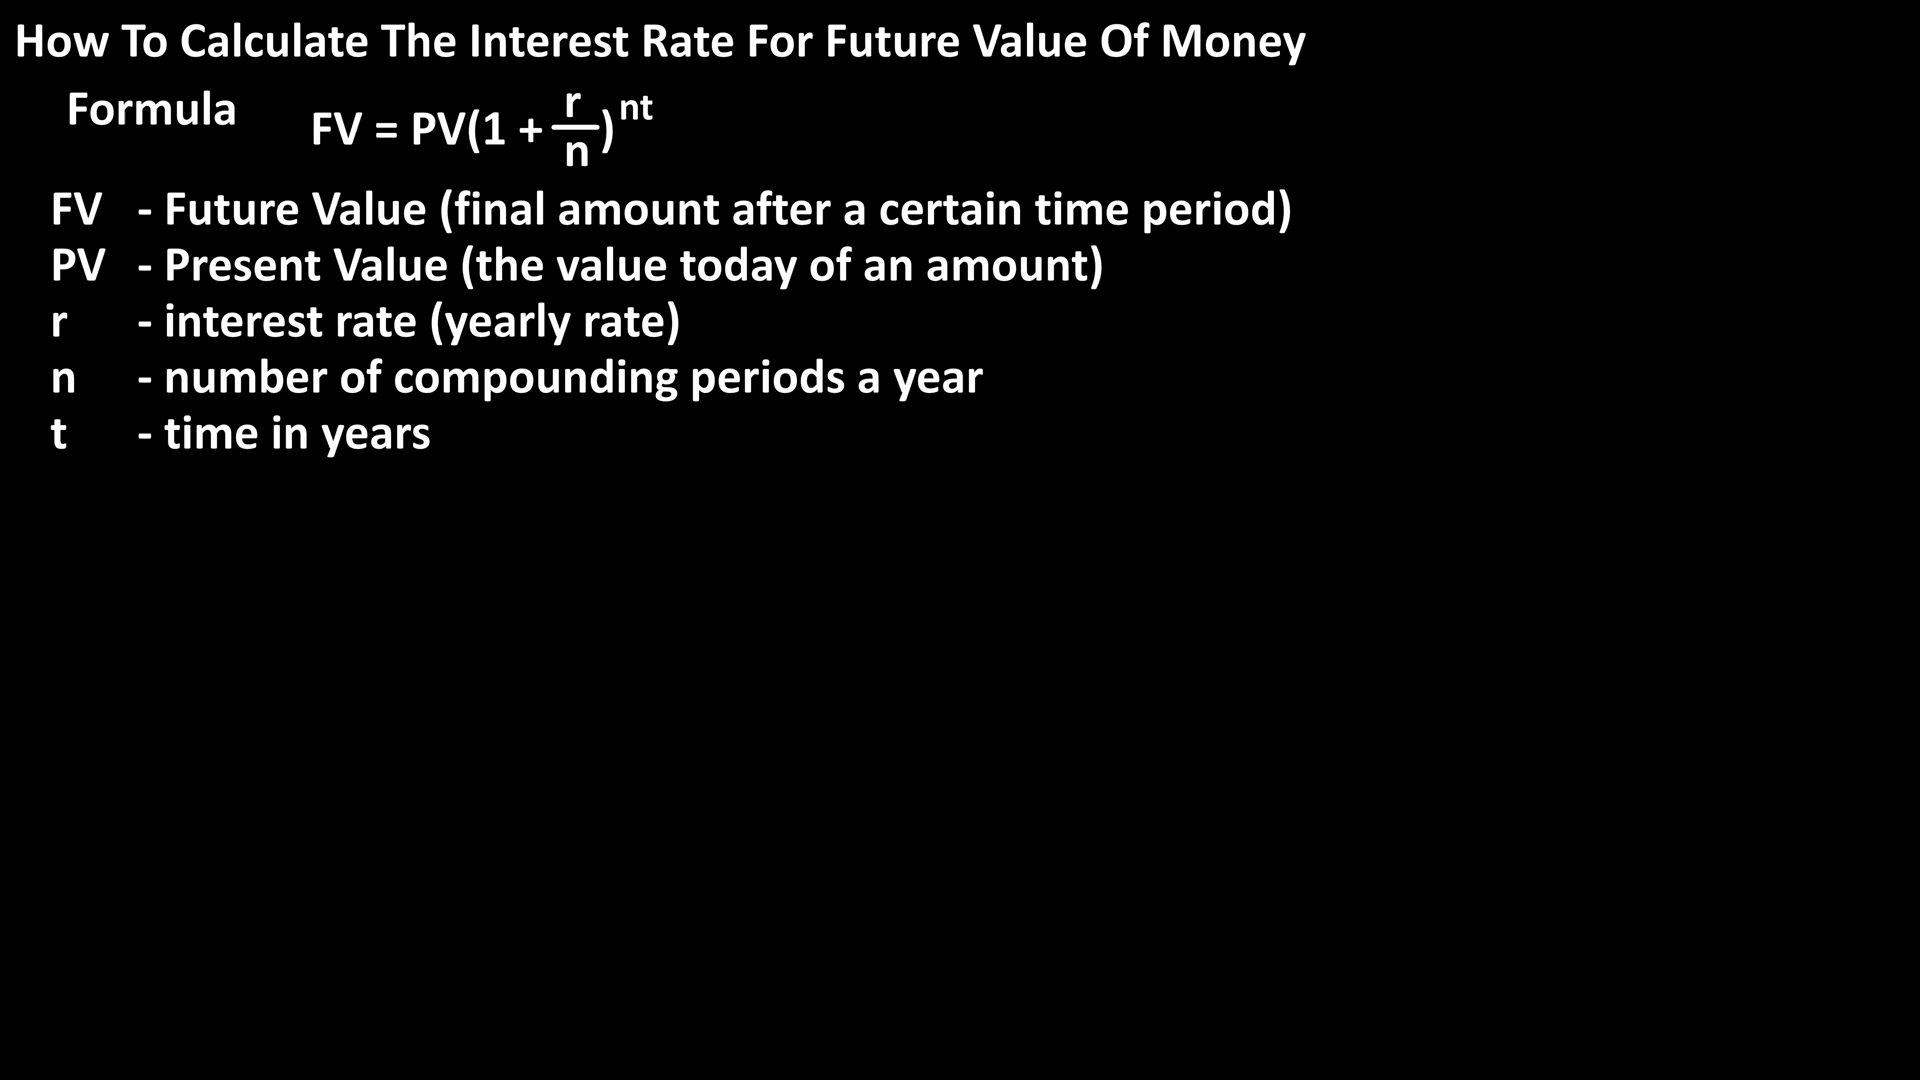 How To Calculate The Interest Rate For Future Value Of Money
Formula FV = PV(1 + r/n)^nt
FV - Future Value (final amount after a certain time period)
PV - Present Value (the value today of an amount)
r - interest rate (yearly rate)
n - number of compounding periods a year
t - time in years